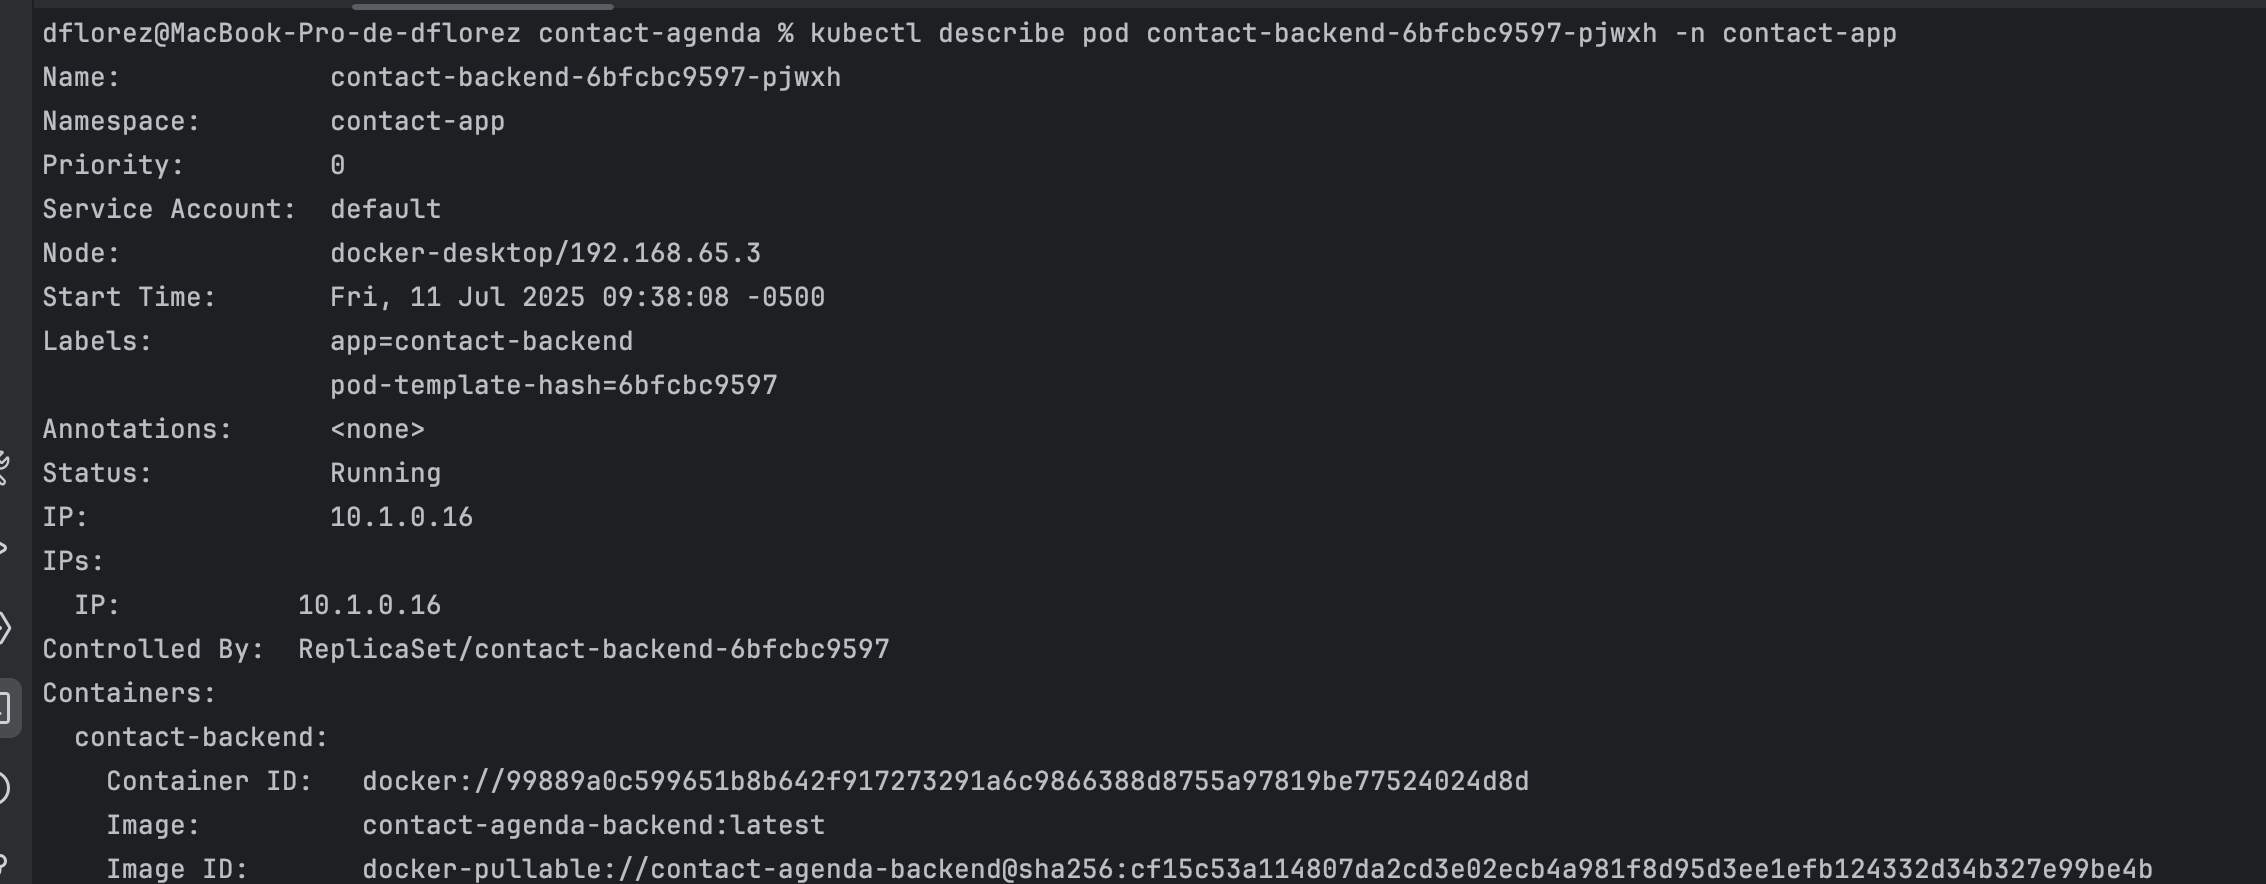 dflorez@MacBook-Pro-de-dflorez contact-agenda % kubectl describe pod contact-backend-6bfcbc9597-pjwxh -n contact-app
Name:             contact-backend-6bfcbc9597-pjwxh
Namespace:        contact-app
Priority:         0
Service Account:  default
Node:             docker-desktop/192.168.65.3
Start Time:       Fri, 11 Jul 2025 09:38:08 -0500
Labels:           app=contact-backend
                  pod-template-hash=6bfcbc9597
Annotations:      <none>
Status:           Running
IP:               10.1.0.16
IPs:
  IP:           10.1.0.16
Controlled By:  ReplicaSet/contact-backend-6bfcbc9597
Containers:
  contact-backend:
    Container ID:   docker://99889a0c599651b8b642f917273291a6c9866388d8755a97819be77524024d8d
    Image:          contact-agenda-backend:latest
    Image ID:       docker-pullable://contact-agenda-backend@sha256:cf15c53a114807da2cd3e02ecb4a981f8d95d3ee1efb124332d34b327e99be4b